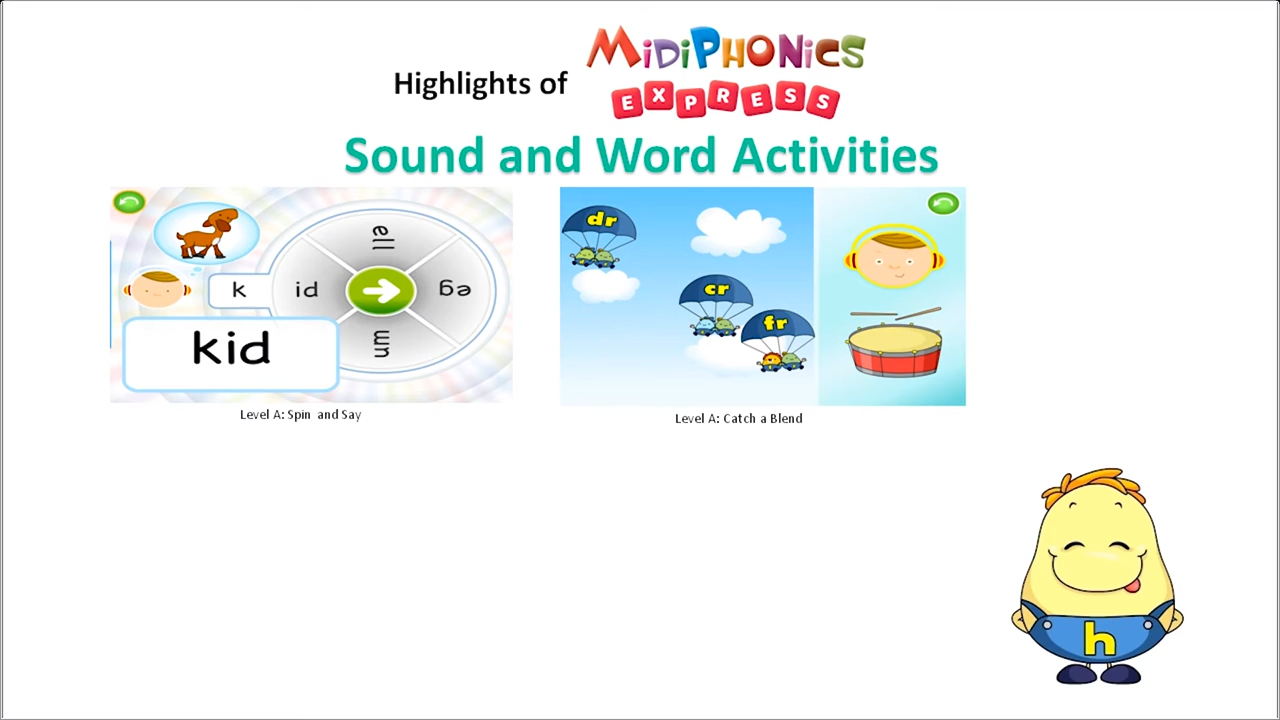 Highlights of
MiDiPHONiCS
EXPRESS
Sound and Word Activities
ell
k
id
eg
um
kid
Level A: Spin and Say
dr
cr
fr
Level A: Catch a Blend
h